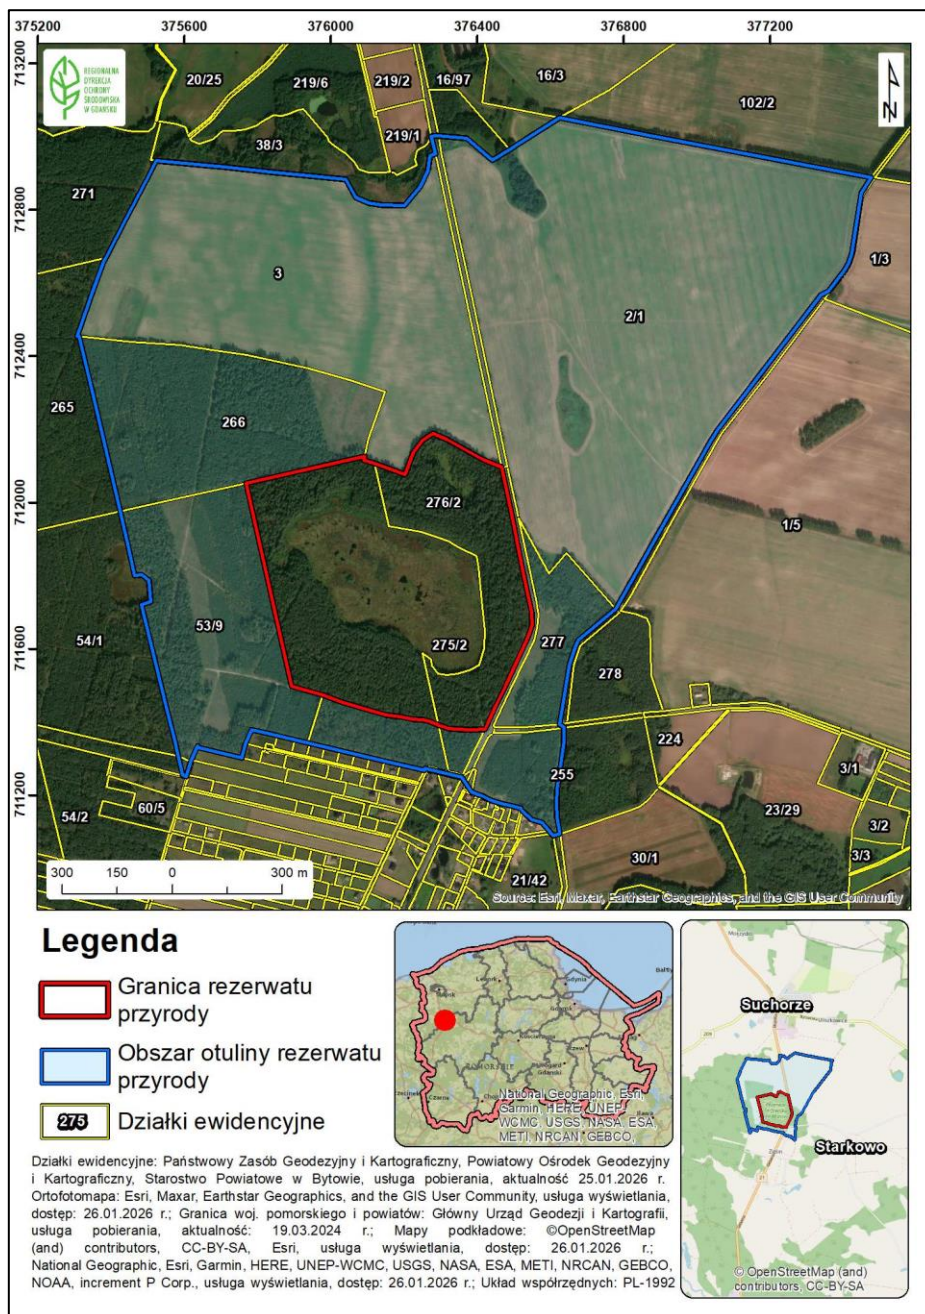 375200 375600 376000 376400 376800 377200
713200
712800
712400
712000
711600
711200
REGIONALNA
DYREKCJA
OCHRONY
ŚRODOWISKA
W GDAŃSKU
N
20/25
219/6
219/2
16/97
16/3
102/2
219/1
38/3
271
3
1/3
2/1
265
266
276/2
1/5
53/9
54/1
275/2
277
278
224
3/1
255
54/2
60/5
23/29
3/2
3/3
30/1
21/42
300 150 0 300 m
Source: Esri, Maxar, Earthstar Geographics, and the GIS User Community
Legenda
Granica rezerwatu
przyrody
Obszar otuliny rezerwatu
przyrody
275 Działki ewidencyjne
Gdynia
National Geographic, Esri,
Garmin, HERE, UNEP-
WCMC, USGS, NASA, ESA,
METI, NRCAN, GEBCO,
Suchorze
Starkowo
© OpenStreetMap (and)
contributors, CC-BY-SA
Działki ewidencyjne: Państwowy Zasób Geodezyjny i Kartograficzny, Powiatowy Ośrodek Geodezyjny
i Kartograficzny, Starostwo Powiatowe w Bytowie, usługa pobierania, aktualność 25.01.2026 r.
Ortofotomapa: Esri, Maxar, Earthstar Geographics, and the GIS User Community, usługa wyświetlania,
dostęp: 26.01.2026 r.; Granica woj. pomorskiego i powiatów: Główny Urząd Geodezji i Kartografii,
usługa pobierania, aktualność: 19.03.2024 r.; Mapy podkładowe: ©OpenStreetMap
(and) contributors, CC-BY-SA, Esri, usługa wyświetlania, dostęp: 26.01.2026 r.;
National Geographic, Esri, Garmin, HERE, UNEP-WCMC, USGS, NASA, ESA, METI, NRCAN, GEBCO,
NOAA, increment P Corp., usługa wyświetlania, dostęp: 26.01.2026 r.; Układ współrzędnych: PL-1992